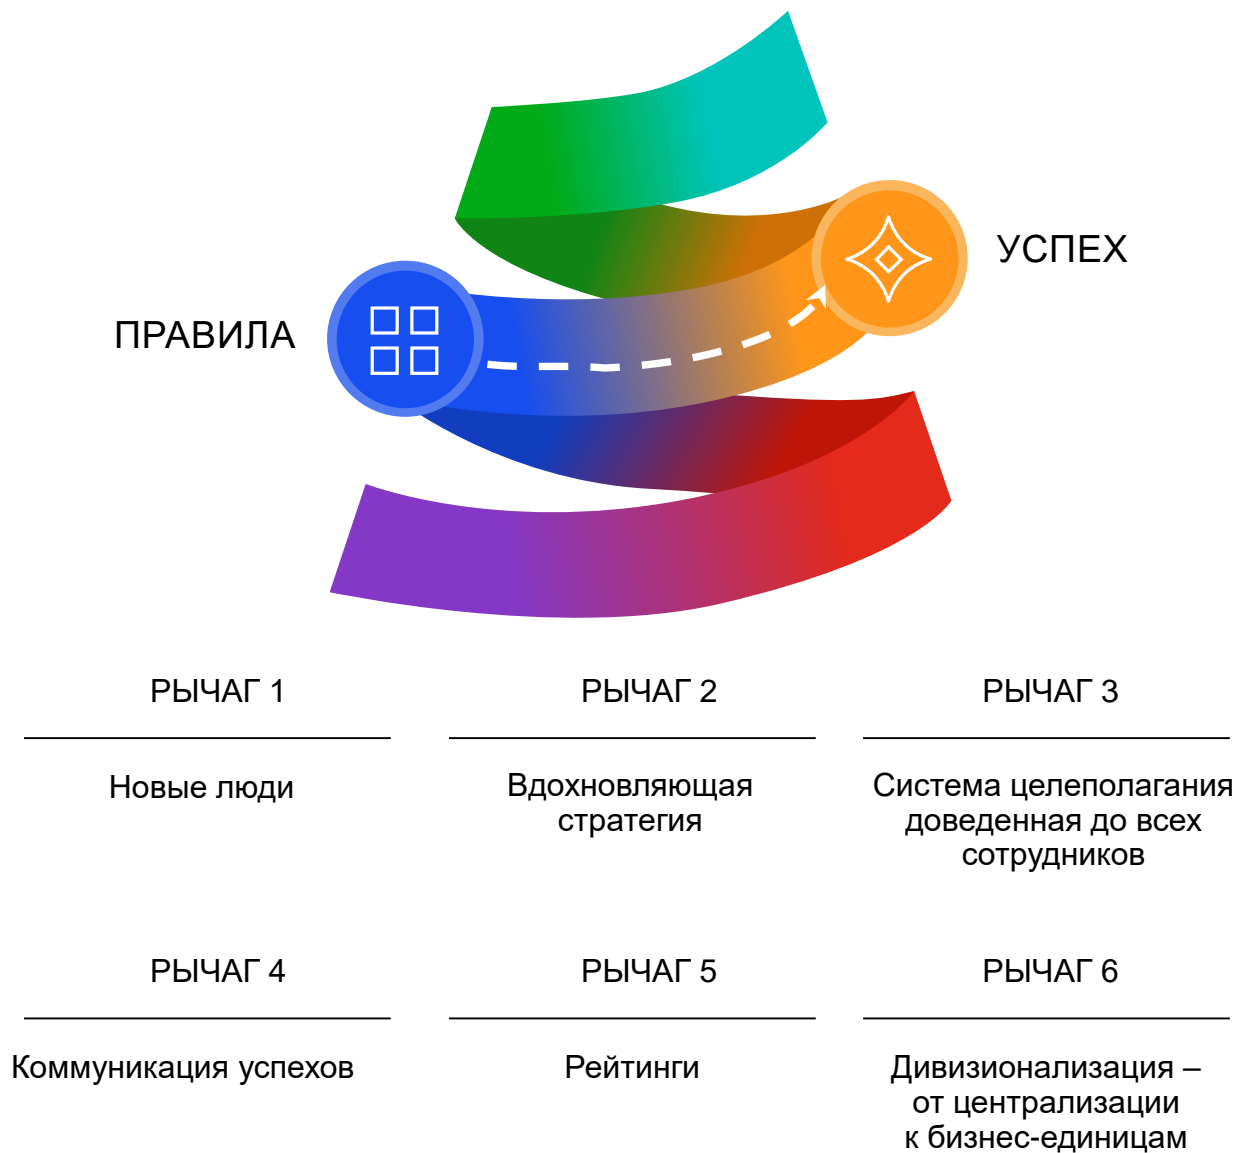 УСПЕХ
ПРАВИЛА
РЫЧАГ 1
Новые люди
РЫЧАГ 2
Вдохновляющая
стратегия
РЫЧАГ 3
Система целеполагания
доведенная до всех
сотрудников
РЫЧАГ 4
Коммуникация успехов
РЫЧАГ 5
Рейтинги
РЫЧАГ 6
Дивизионализация –
от централизации
к бизнес-единицам